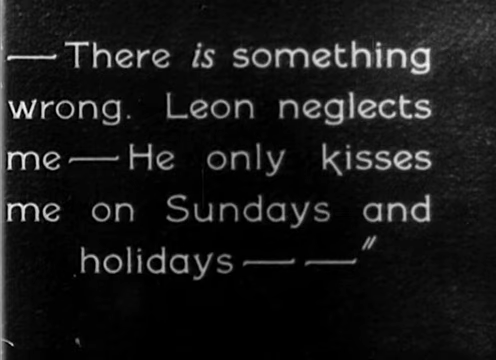 —There is something
wrong. Leon neglects
me—He only kisses
me on Sundays and
holidays — —"